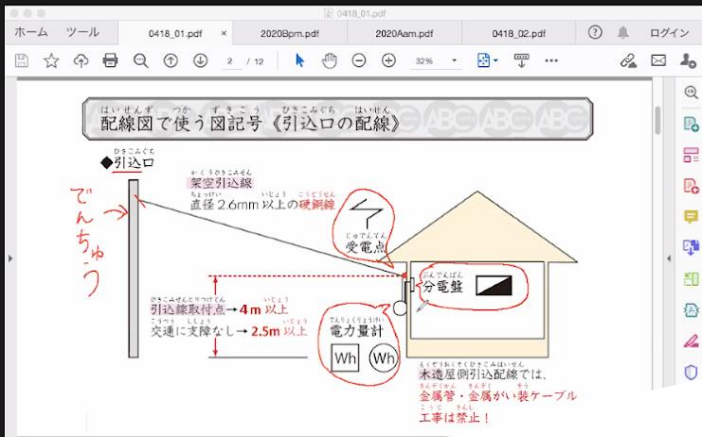 0418_01.pdf
ホーム ツール 0418_01.pdf × 2020Bpm.pdf 2020Aam.pdf 0418_02.pdf ログイン
2 / 12 32%
はいせんず つか ずきごう ひきこみぐち はいせん
配線図で使う図記号《引込口の配線》
ひきこみぐち
◆引込口
でんちゅう
かくうひきこみせん
架空引込線
ちょっけい いじょう こうどうせん
直径2.6mm以上の硬銅線
じゅでんてん
受電点
ぶんでんばん
分電盤
ひきこみせんとりつけてん いじょう
引込線取付点→4m以上
こうつう ししょう いじょう
交通に支障なし→2.5m以上
でんりょくりょうけい
電力量計
Wh Wh
もくぞうおくそくひきこみはいせん
木造屋側引込配線では、
きんぞくかん きんぞく そう
金属管・金属がい装ケーブル
こうじ きんし
工事は禁止！